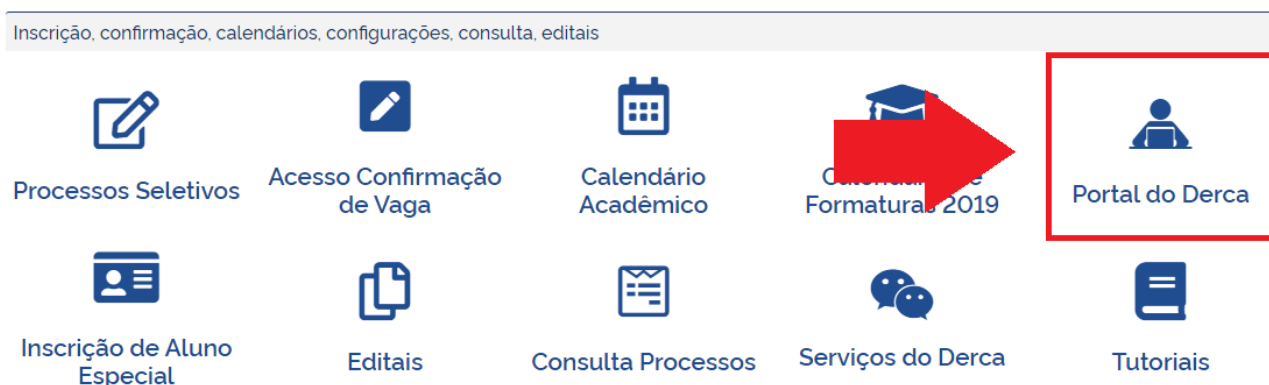 Inscrição, confirmação, calendários, configurações, consulta, editais
Processos Seletivos
Acesso Confirmação
de Vaga
Calendário
Acadêmico
Formaturas 2019
Portal do Derca
Inscrição de Aluno
Especial
Editais
Consulta Processos
Serviços do Derca
Tutoriais